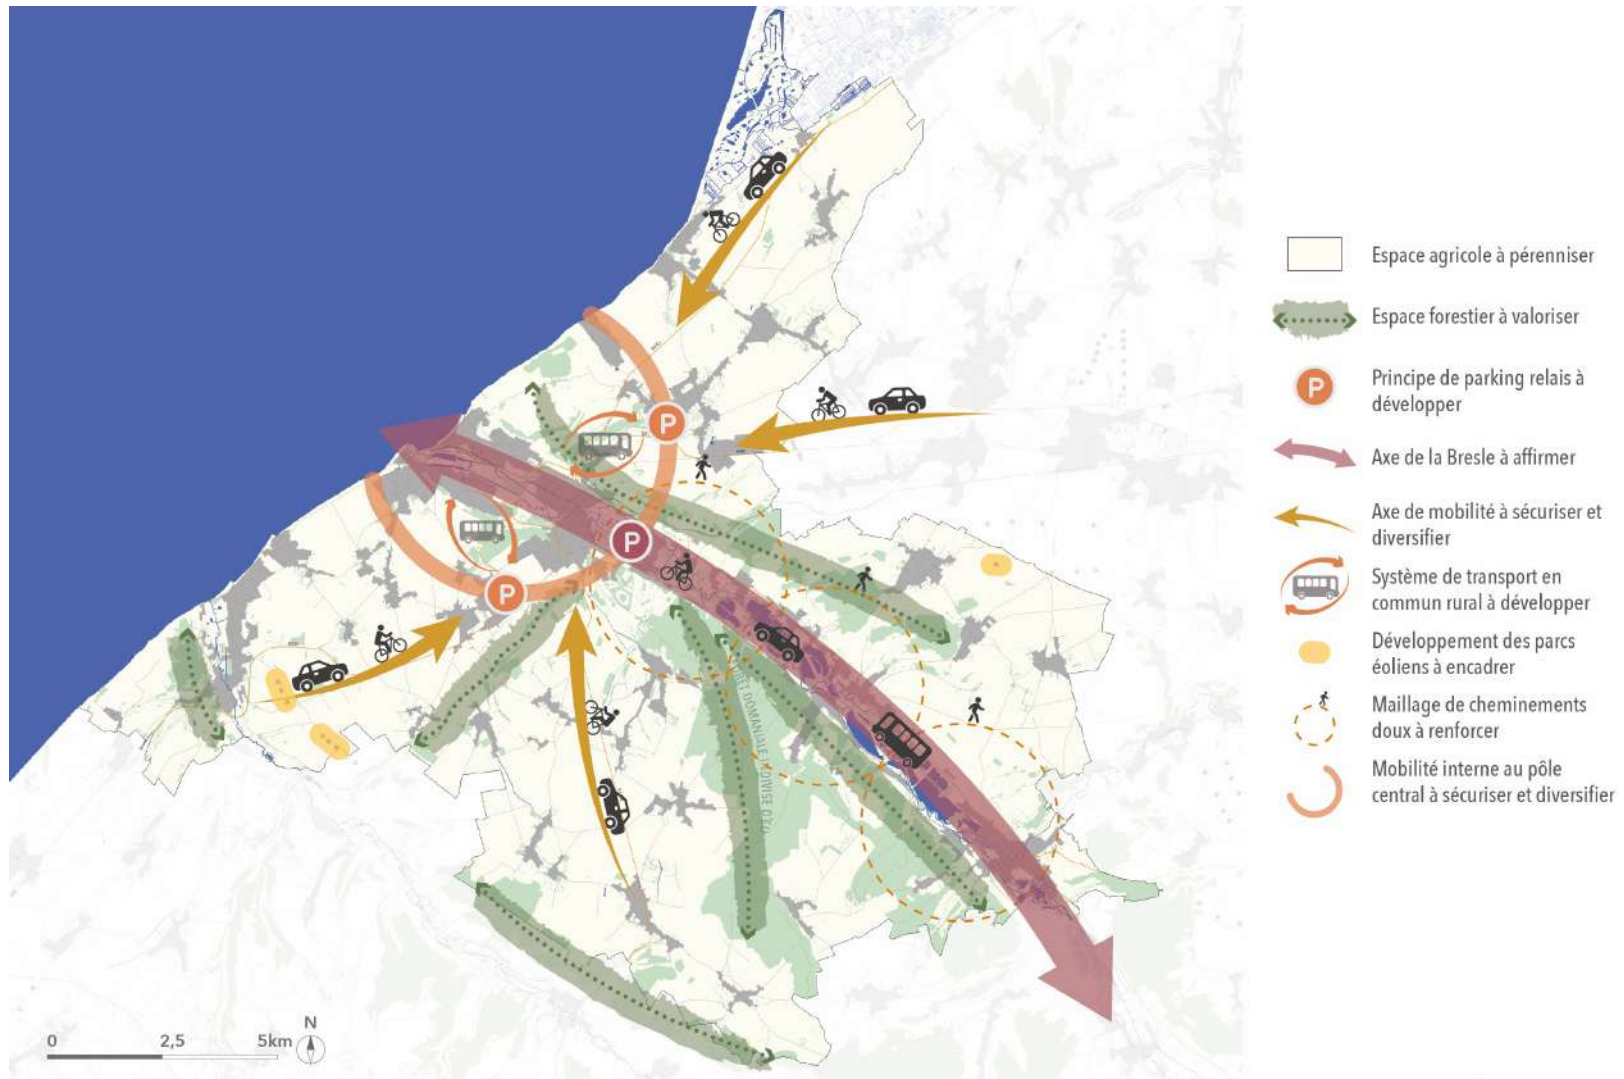 Espace agricole à pérenniser
Espace forestier à valoriser
P
Principe de parking relais à
développer
Axe de la Bresle à affirmer
Axe de mobilité à sécuriser et
diversifier
Système de transport en
commun rural à développer
Développement des parcs
éoliens à encadrer
Maillage de cheminements
doux à renforcer
Mobilité interne au pôle
central à sécuriser et diversifier
P
P
P
DOMANIALE
0
2,5
5km
N